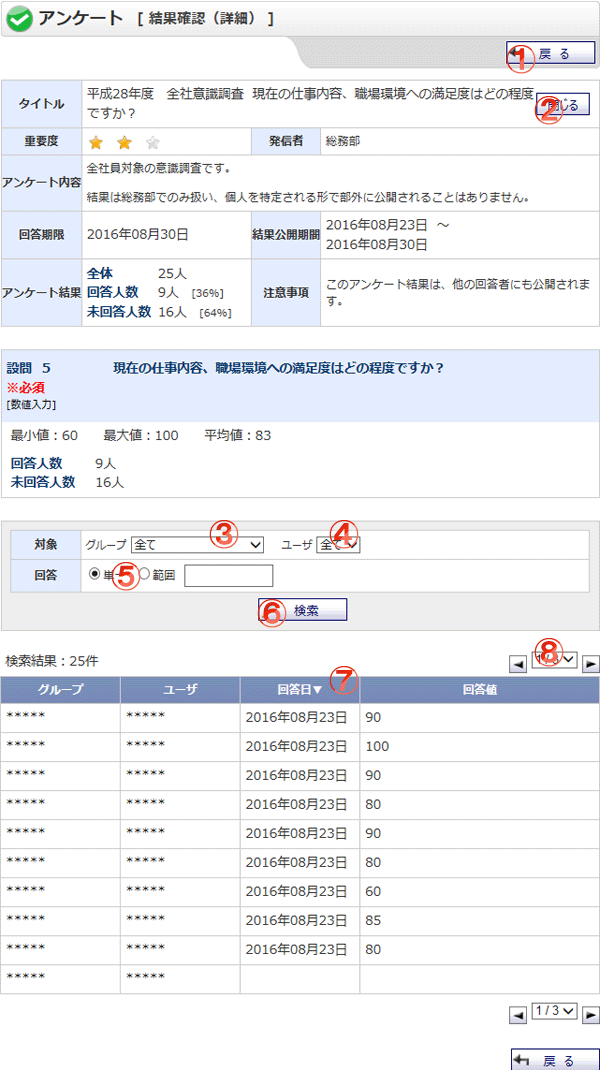 アンケート [ 結果確認（詳細） ]
① 戻 る
タイトル 平成28年度 全社意識調査 現在の仕事内容、職場環境への満足度はどの程度
ですか？
② 閉じる
重要度 発信者 総務部
アンケート内容 全社員対象の意識調査です。
結果は総務部でのみ扱い、個人を特定される形で部外に公開されることはありません。
回答期限 2016年08月30日 結果公開期間 2016年08月23日 ～
2016年08月30日
アンケート結果 全体 25人
回答人数 9人 [36%]
未回答人数 16人 [64%]
注意事項 このアンケート結果は、他の回答者にも公開されま
す。
設問 5 現在の仕事内容、職場環境への満足度はどの程度ですか？
※必須
[数値入力]
最小値：60 最大値：100 平均値：83
回答人数 9人
未回答人数 16人
対象 グループ 全て ③ ユーザ 全て ④
回答 単一 ⑤ 範囲
⑥ 検索
検索結果：25件 ⑧
グループ ユーザ 回答日▼ ⑦ 回答値
***** ***** 2016年08月23日 90
***** ***** 2016年08月23日 100
***** ***** 2016年08月23日 90
***** ***** 2016年08月23日 80
***** ***** 2016年08月23日 90
***** ***** 2016年08月23日 80
***** ***** 2016年08月23日 60
***** ***** 2016年08月23日 85
***** ***** 2016年08月23日 80
***** *****
1 / 3
戻 る